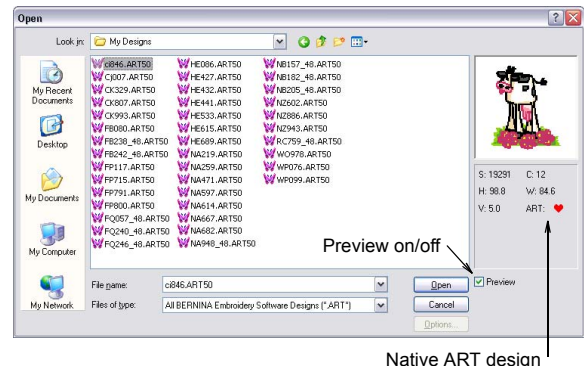 Open
Look in:
My Designs
My Recent
Documents
Desktop
My Documents
My Computer
My Network
ci846.ART50
CJ007.ART50
CK329.ART50
CK807.ART50
CK993.ART50
FB080.ART50
FB238_48.ART50
FB242_48.ART50
FP117.ART50
FP715.ART50
FP791.ART50
FP800.ART50
FQ057_48.ART50
FQ240_48.ART50
FQ246_48.ART50
HE086.ART50
HE427.ART50
HE432.ART50
HE441.ART50
HE533.ART50
HE615.ART50
HE689.ART50
NA219.ART50
NA259.ART50
NA471.ART50
NA597.ART50
NA614.ART50
NA667.ART50
NA682.ART50
NA948_48.ART50
NB157_48.ART50
NB182_48.ART50
NB205_48.ART50
NZ602.ART50
NZ886.ART50
NZ943.ART50
RC759_48.ART50
WO978.ART50
WP076.ART50
WP099.ART50
S: 19291 C: 12
H: 98.8 W: 84.6
V: 5.0 ART:
Preview on/off
File name: ci846.ART50 Open Preview
Files of type: All BERNINA Embroidery Software Designs (*.ART*) Cancel
Options...
Native ART design